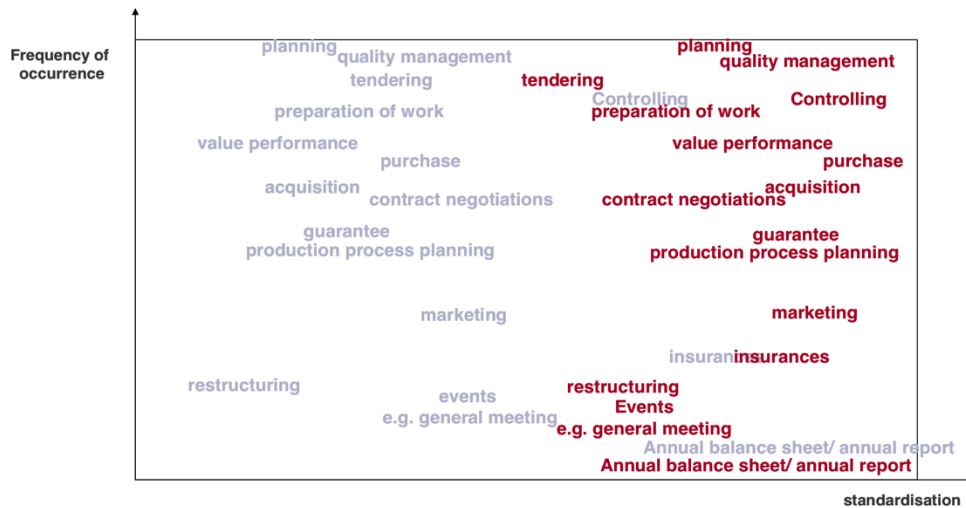 Frequency of
occurrence
planning
planning
quality management
quality management
tendering
tendering
Controlling
Controlling
preparation of work
preparation of work
value performance
value performance
purchase
purchase
acquisition
acquisition
contract negotiations
contract negotiations
guarantee
guarantee
production process planning
production process planning
marketing
marketing
insurances
insurances
restructuring
restructuring
events
Events
e.g. general meeting
e.g. general meeting
Annual balance sheet/ annual report
Annual balance sheet/ annual report
standardisation